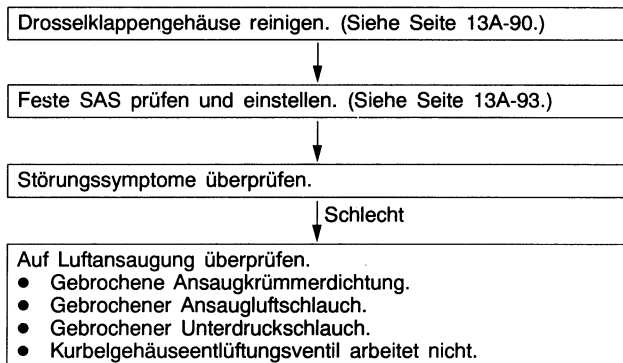 Drosselklappengehäuse reinigen. (Siehe Seite 13A-90.)
Feste SAS prüfen und einstellen. (Siehe Seite 13A-93.)
Störungssymptome überprüfen.
Schlecht
Auf Luftansaugung überprüfen.
● Gebrochene Ansaugkrümmerdichtung.
● Gebrochener Ansaugluftschlauch.
● Gebrochener Unterdruckschlauch.
● Kurbelgehäuseentlüftungsventil arbeitet nicht.